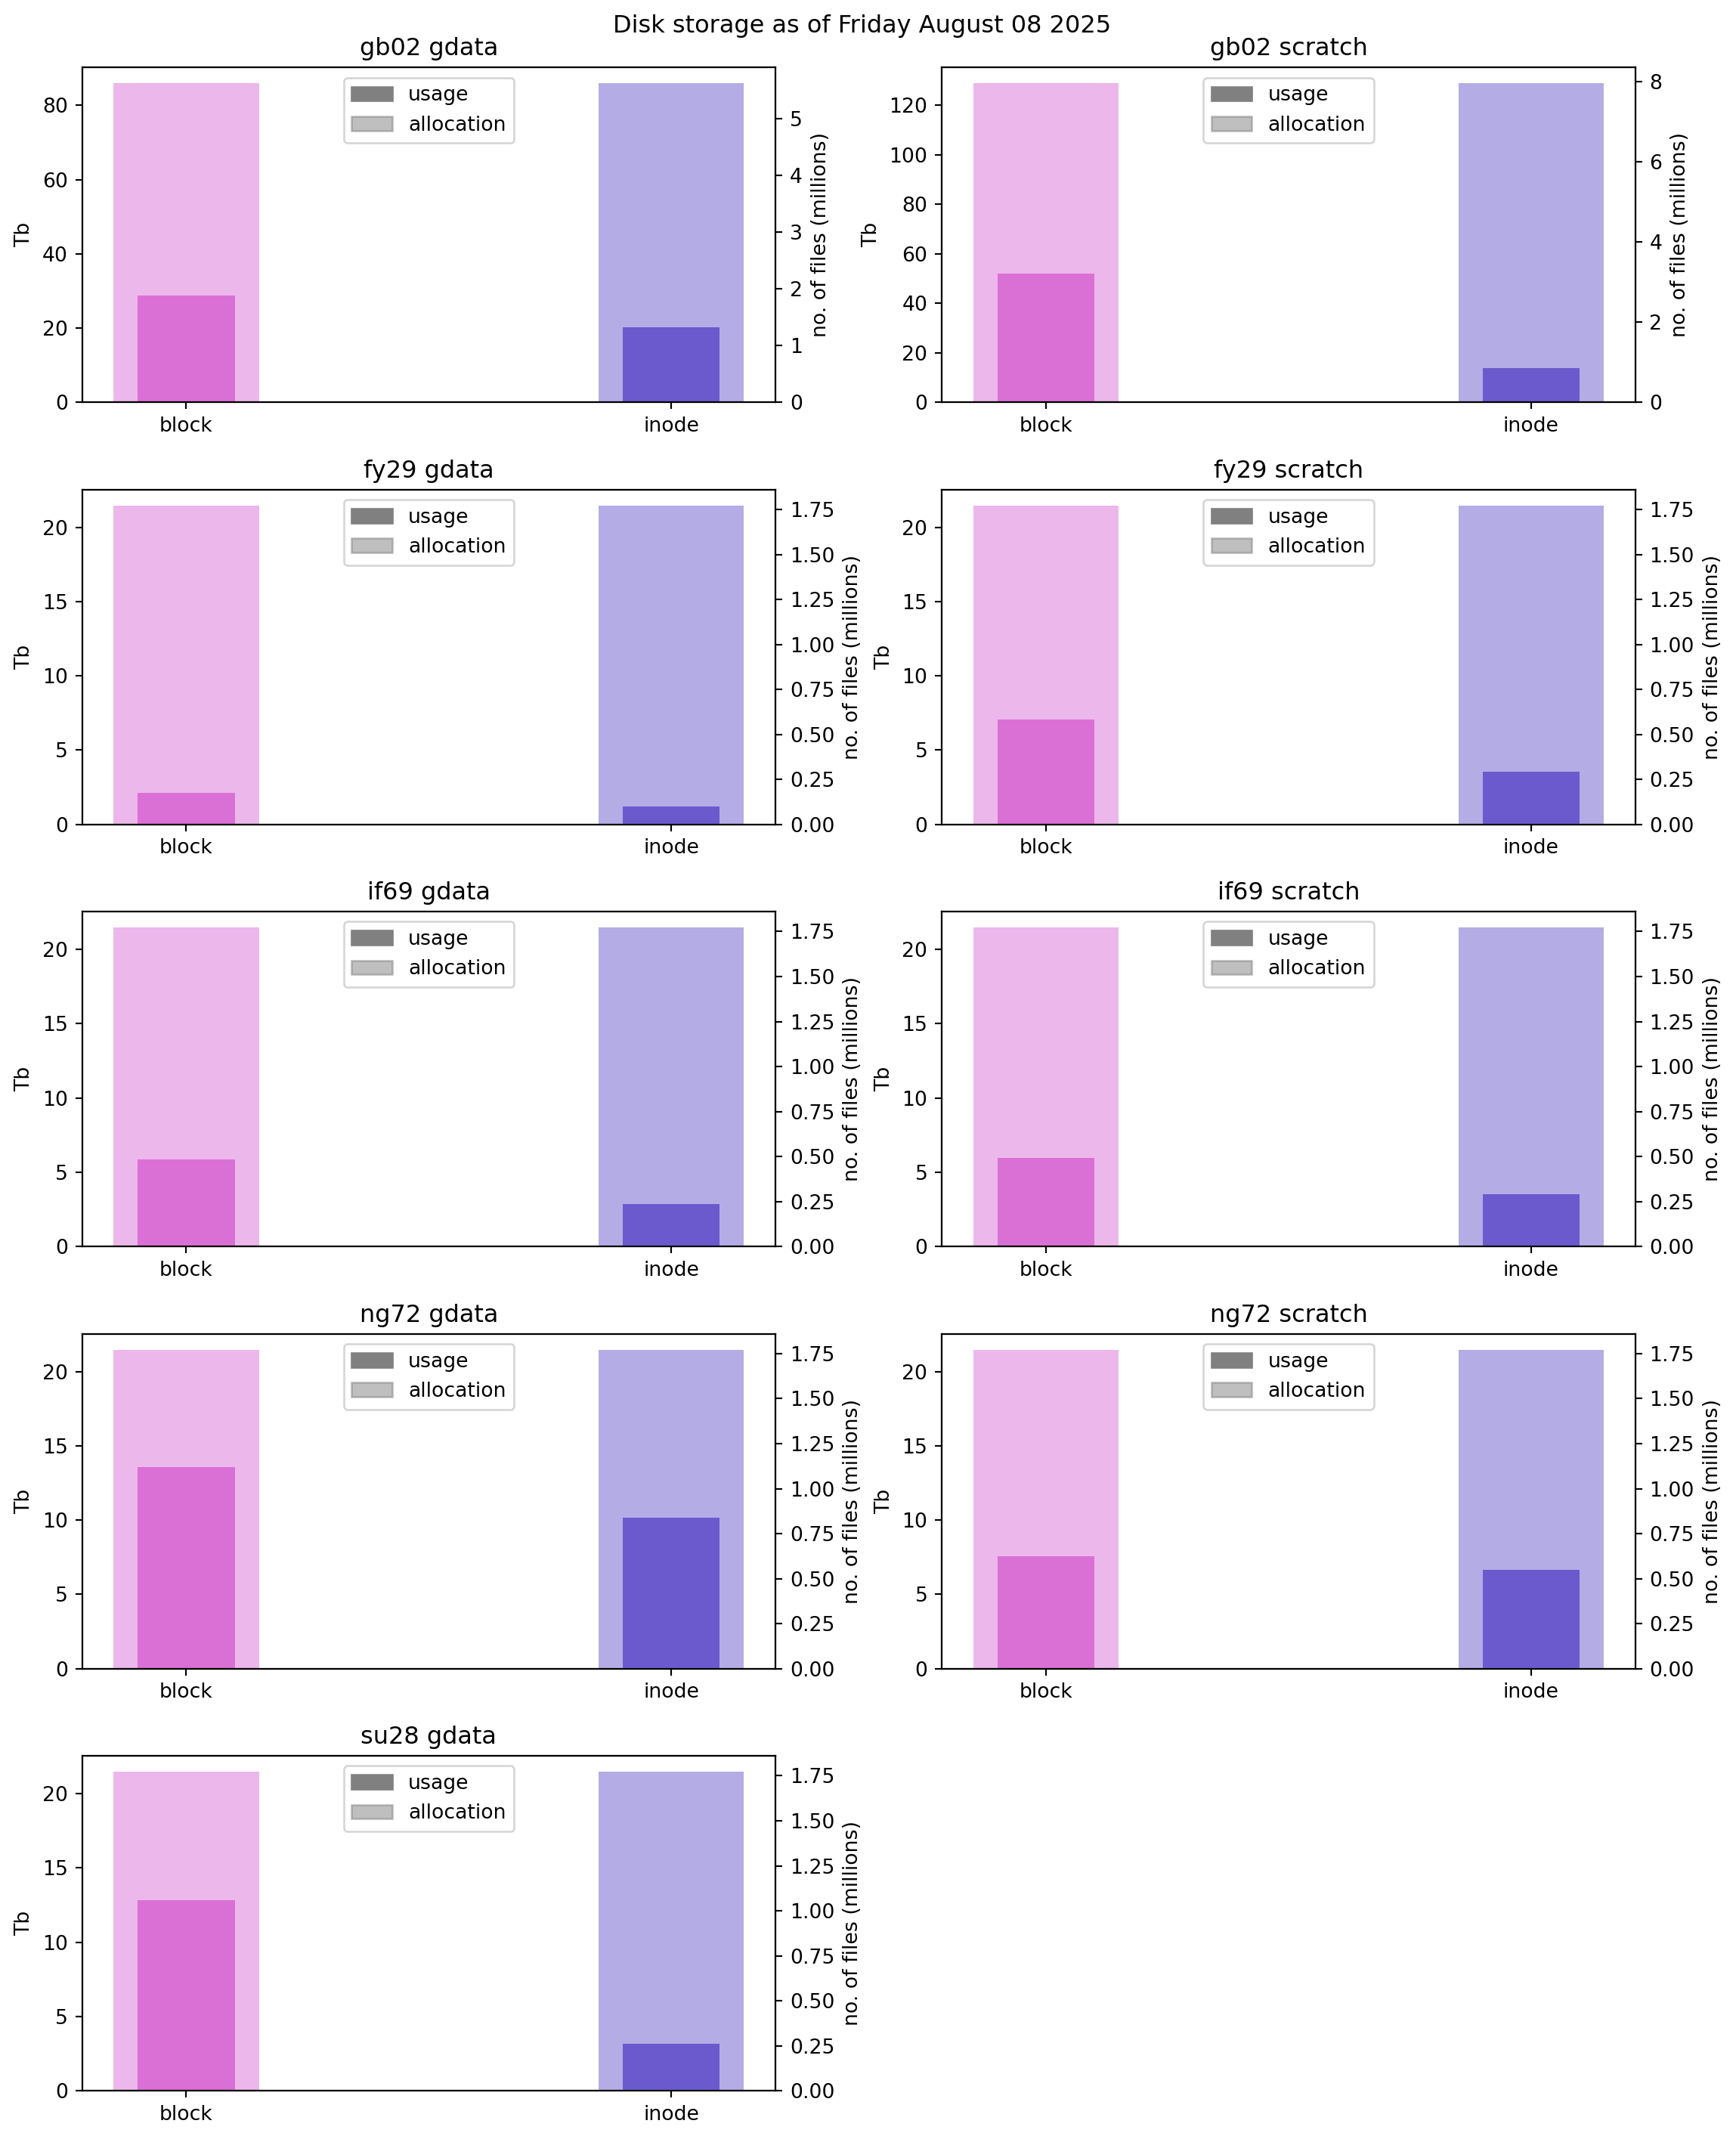 Disk storage as of Friday August 08 2025
gb02 gdata
usage
allocation
Tb
80
60
40
20
0
5
4
3
2
1
0
no. of files (millions)
block
inode
gb02 scratch
usage
allocation
Tb
120
100
80
60
40
20
0
8
6
4
2
0
no. of files (millions)
block
inode
fy29 gdata
usage
allocation
Tb
20
15
10
5
0
1.75
1.50
1.25
1.00
0.75
0.50
0.25
0.00
no. of files (millions)
block
inode
fy29 scratch
usage
allocation
Tb
20
15
10
5
0
1.75
1.50
1.25
1.00
0.75
0.50
0.25
0.00
no. of files (millions)
block
inode
if69 gdata
usage
allocation
Tb
20
15
10
5
0
1.75
1.50
1.25
1.00
0.75
0.50
0.25
0.00
no. of files (millions)
block
inode
if69 scratch
usage
allocation
Tb
20
15
10
5
0
1.75
1.50
1.25
1.00
0.75
0.50
0.25
0.00
no. of files (millions)
block
inode
ng72 gdata
usage
allocation
Tb
20
15
10
5
0
1.75
1.50
1.25
1.00
0.75
0.50
0.25
0.00
no. of files (millions)
block
inode
ng72 scratch
usage
allocation
Tb
20
15
10
5
0
1.75
1.50
1.25
1.00
0.75
0.50
0.25
0.00
no. of files (millions)
block
inode
su28 gdata
usage
allocation
Tb
20
15
10
5
0
1.75
1.50
1.25
1.00
0.75
0.50
0.25
0.00
no. of files (millions)
block
inode